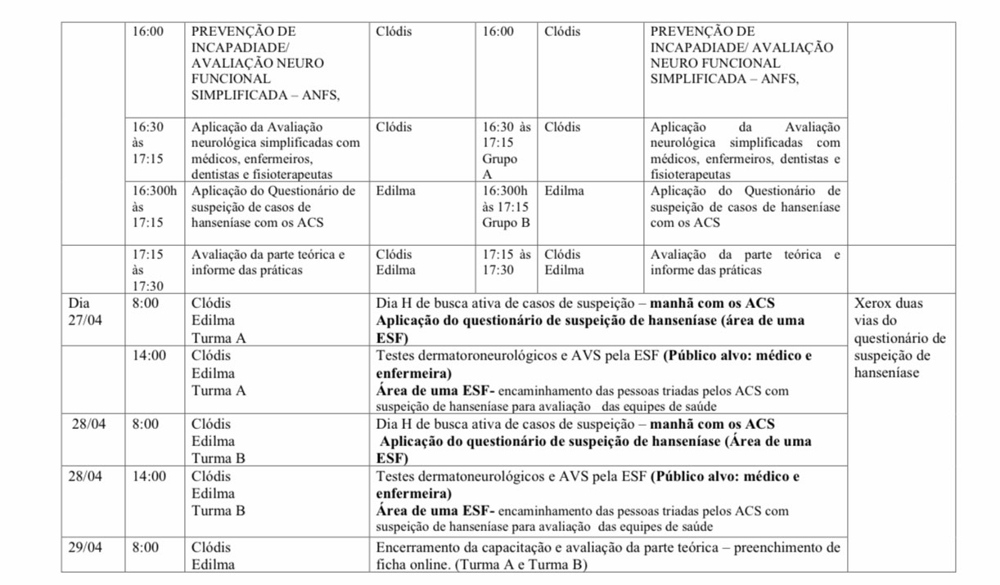 16:00
PREVENÇÃO DE
INCAPADIADE/
AVALIAÇÃO NEURO
FUNCIONAL
SIMPLIFICADA – ANFS,
Clódis
16:00
Clódis
PREVENÇÃO DE
INCAPADIADE/ AVALIAÇÃO
NEURO FUNCIONAL
SIMPLIFICADA – ANFS,
16:30
às
17:15
Aplicação da Avaliação
neurológica simplificadas com
médicos, enfermeiros,
dentistas e fisioterapeutas
Clódis
16:30 às
17:15
Grupo
A
Clódis
Aplicação da Avaliação
neurológica simplificadas com
médicos, enfermeiros, dentistas e
fisioterapeutas
16:300h
às
17:15
Aplicação do Questionário de
suspeição de casos de
hanseníase com os ACS
Edilma
16:300h
às 17:15
Grupo B
Edilma
Aplicação do Questionário de
suspeição de casos de hanseníase
com os ACS
17:15
às
17:30
Avaliação da parte teórica e
informe das práticas
Clódis
Edilma
17:15 às
17:30
Clódis
Edilma
Avaliação da parte teórica e
informe das práticas
Dia
27/04
8:00
Clódis
Edilma
Turma A
Dia H de busca ativa de casos de suspeição – manhã com os ACS
Aplicação do questionário de suspeição de hanseníase (área de uma
ESF)
Xerox duas
vias do
questionário de
suspeição de
hanseníase
14:00
Clódis
Edilma
Turma A
Testes dermatoroneurológicos e AVS pela ESF (Público alvo: médico e
enfermeira)
Área de uma ESF- encaminhamento das pessoas triadas pelos ACS com
suspeição de hanseníase para avaliação das equipes de saúde
28/04
8:00
Clódis
Edilma
Turma B
Dia H de busca ativa de casos de suspeição – manhã com os ACS
Aplicação do questionário de suspeição de hanseníase (Área de uma
ESF)
28/04
14:00
Clódis
Edilma
Turma B
Testes dermatoneurológicos e AVS pela ESF (Público alvo: médico e
enfermeira)
Área de uma ESF- encaminhamento das pessoas triadas pelos ACS com
suspeição de hanseníase para avaliação das equipes de saúde
29/04
8:00
Clódis
Edilma
Encerramento da capacitação e avaliação da parte teórica – preenchimento de
ficha online. (Turma A e Turma B)